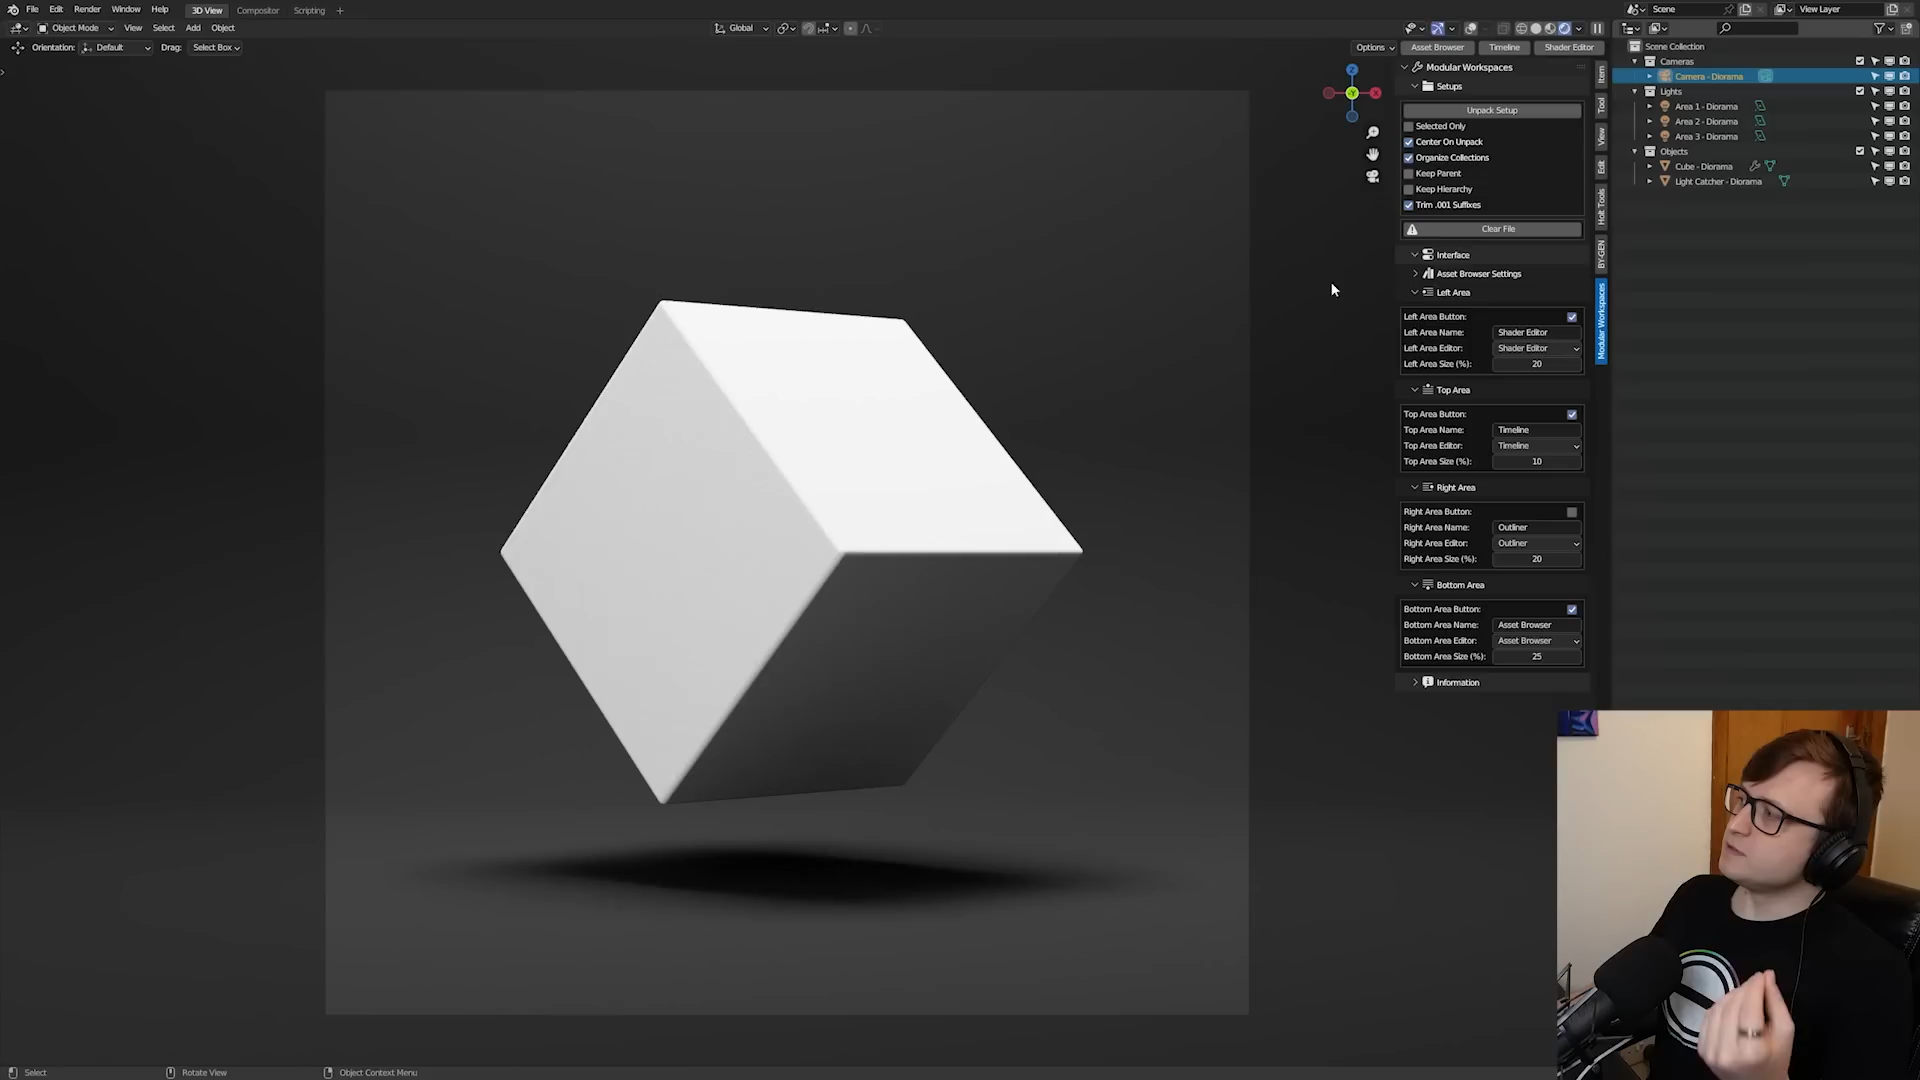 File Edit Render Window Help 3D View Compositor Scripting + Scene View Layer
Object Mode View Select Add Object Global
Orientation: Default Drag: Select Box Options Asset Browser Timeline Shader Editor
Modular Workspaces
Setups
Unpack Setup
Selected Only
Center On Unpack
Organize Collections
Keep Parent
Keep Hierarchy
Trim .001 Suffixes
Clear File
Interface
Asset Browser Settings
Left Area
Left Area Button:
Left Area Name: Shader Editor
Left Area Editor: Shader Editor
Left Area Size (%): 20
Top Area
Top Area Button:
Top Area Name: Timeline
Top Area Editor: Timeline
Top Area Size (%): 10
Right Area
Right Area Button:
Right Area Name: Outliner
Right Area Editor: Outliner
Right Area Size (%): 20
Bottom Area
Bottom Area Button:
Bottom Area Name: Asset Browser
Bottom Area Editor: Asset Browser
Bottom Area Size (%): 25
Information
Item
Tool
View
Edit
Holt Tools
BY-GEN
Modular Workspaces
Scene Collection
Cameras
Camera - Diorama
Lights
Area 1 - Diorama
Area 2 - Diorama
Area 3 - Diorama
Objects
Cube - Diorama
Light Catcher - Diorama
Z
-Y
X
Select Rotate View Object Context Menu